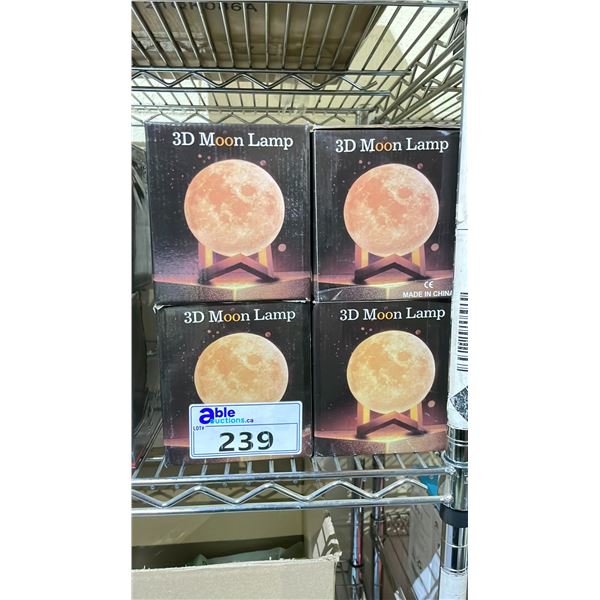 3D Moon Lamp
3D Moon Lamp
CE
MADE IN CHINA
3D Moon Lamp
3D Moon Lamp
able
auctions.ca
LOT#
239